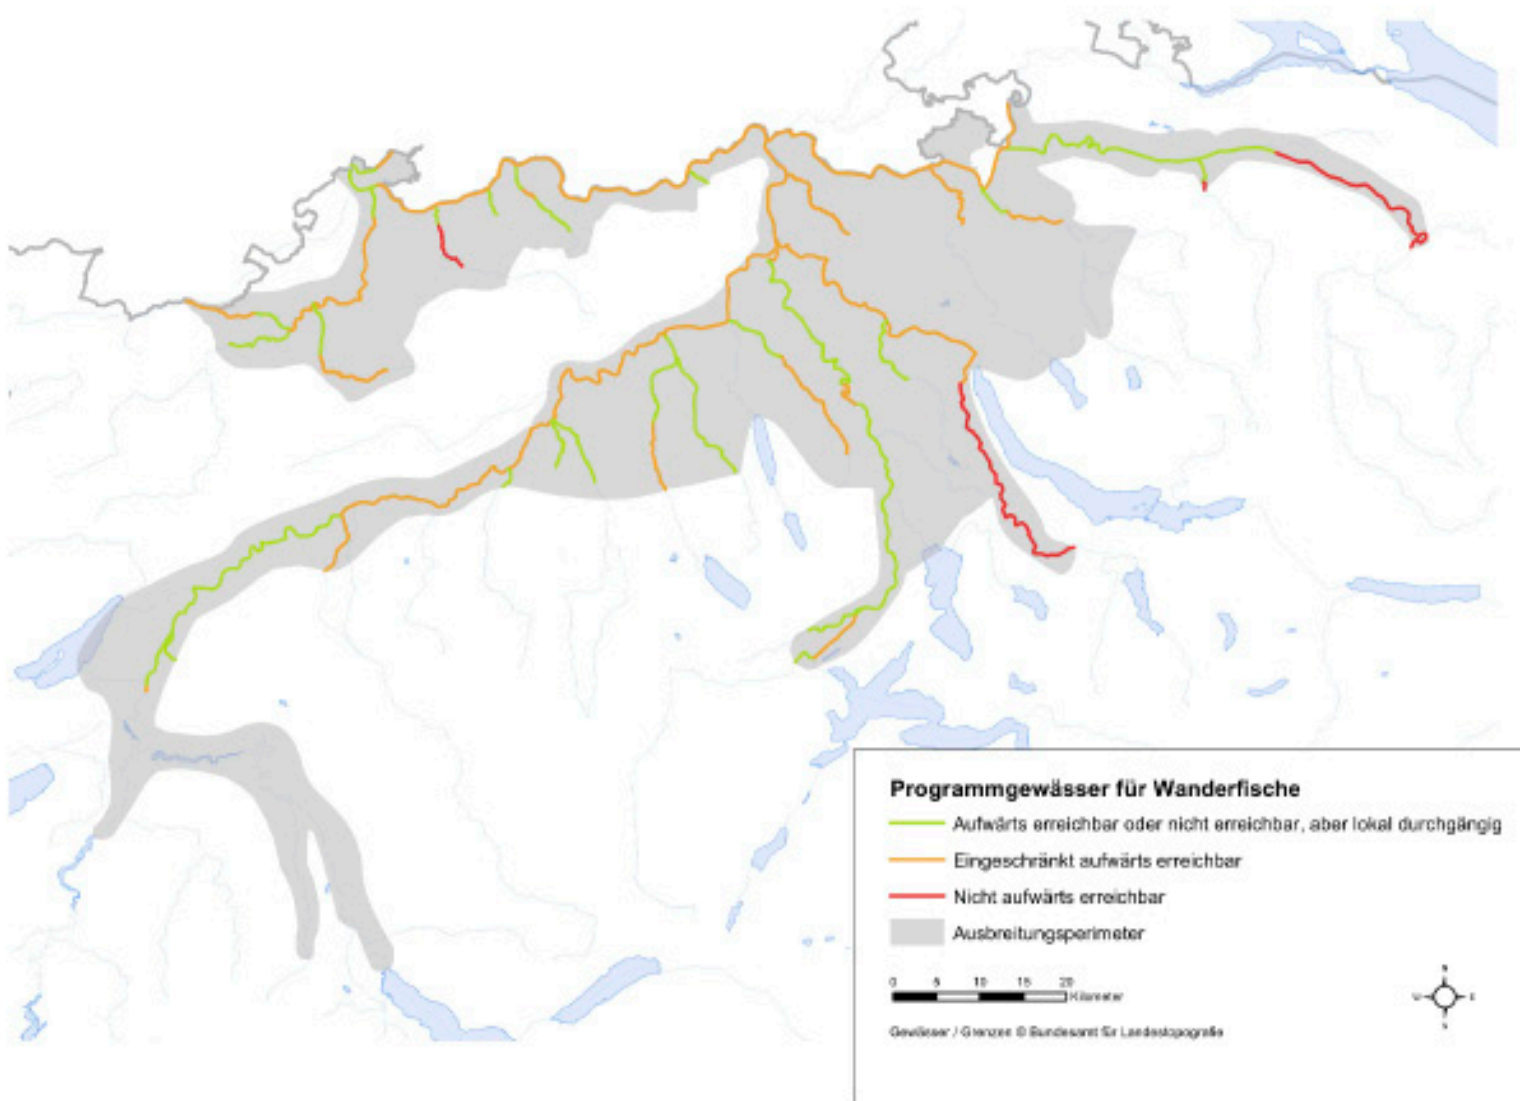 Programmgewässer für Wanderfische
Aufwärts erreichbar oder nicht erreichbar, aber lokal durchgängig
Eingeschränkt aufwärts erreichbar
Nicht aufwärts erreichbar
Ausbreitungsperimeter
0 5 10 15 20
Kilometer
Gewässer / Grenzen © Bundesamt für Landestopografie
N
W E
S